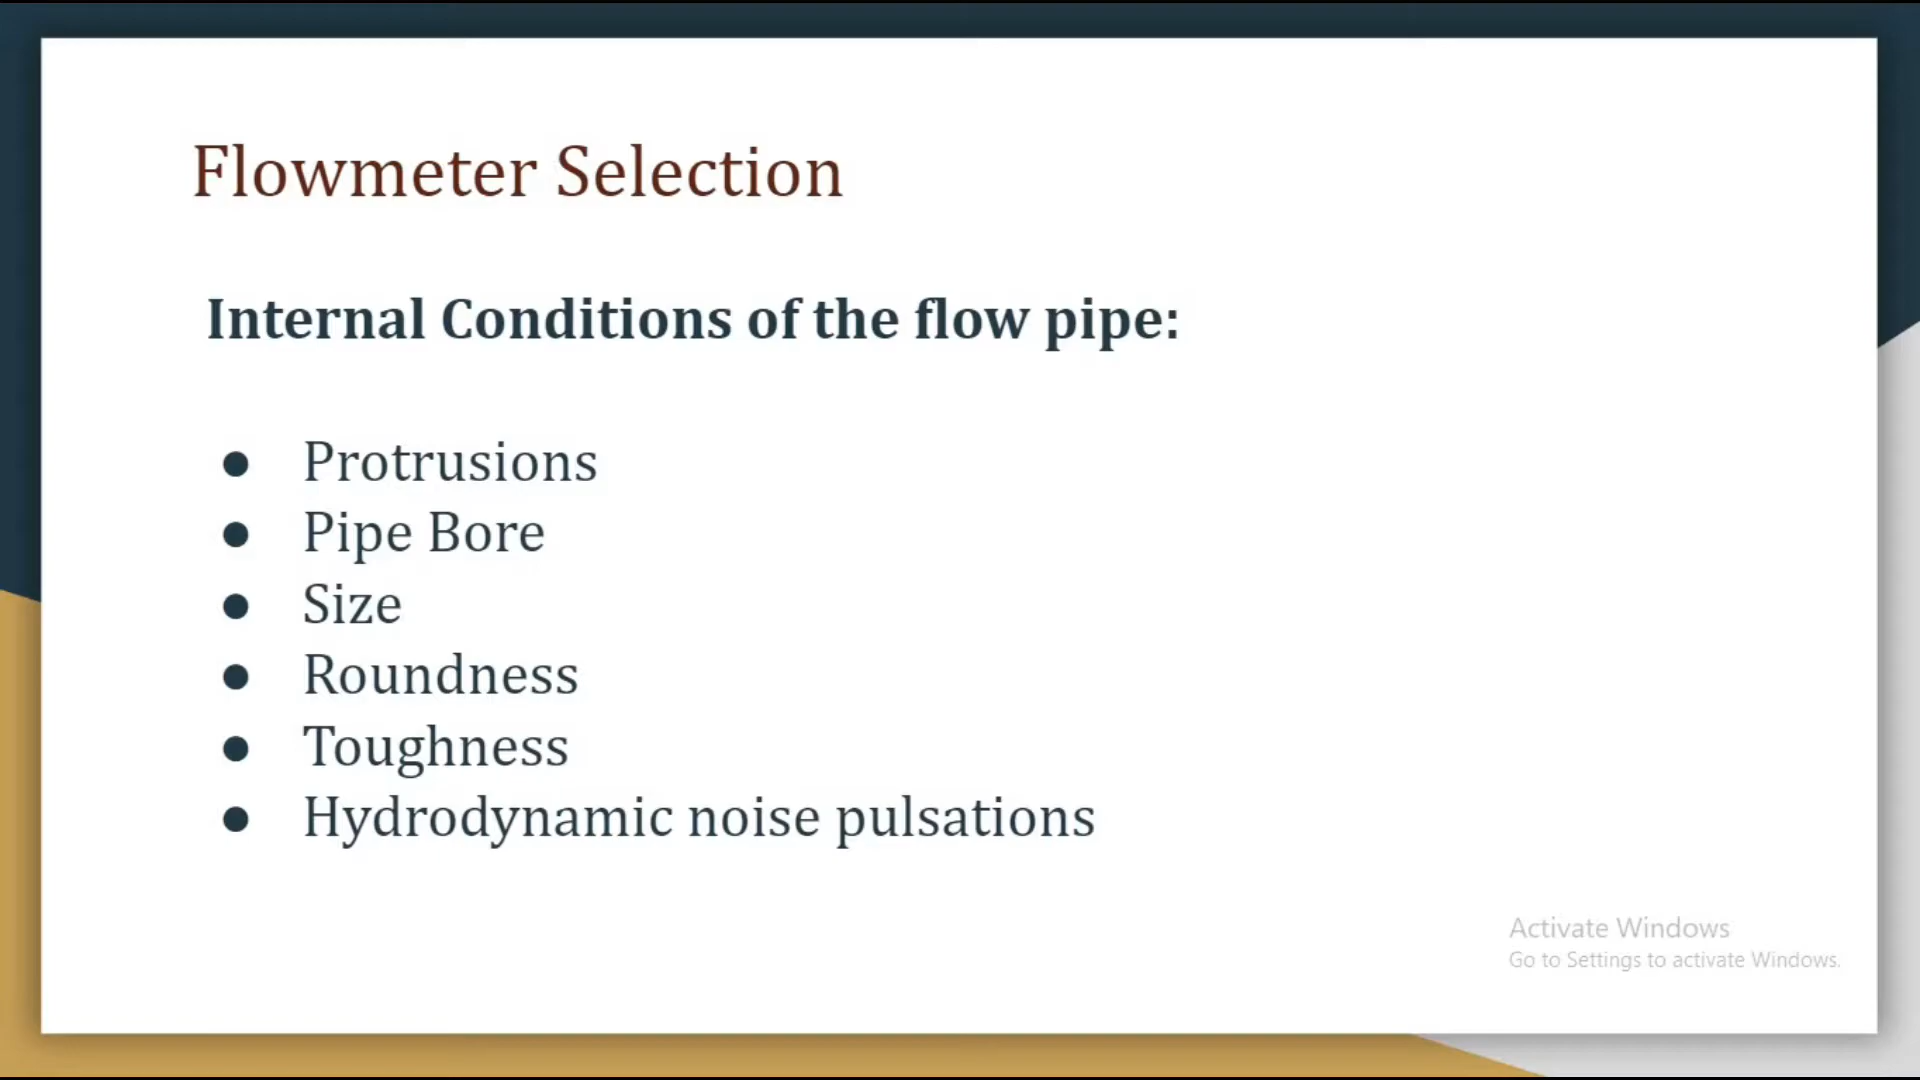 Flowmeter Selection
Internal Conditions of the flow pipe:
● Protrusions
● Pipe Bore
● Size
● Roundness
● Toughness
● Hydrodynamic noise pulsations
Activate Windows
Go to Settings to activate Windows.